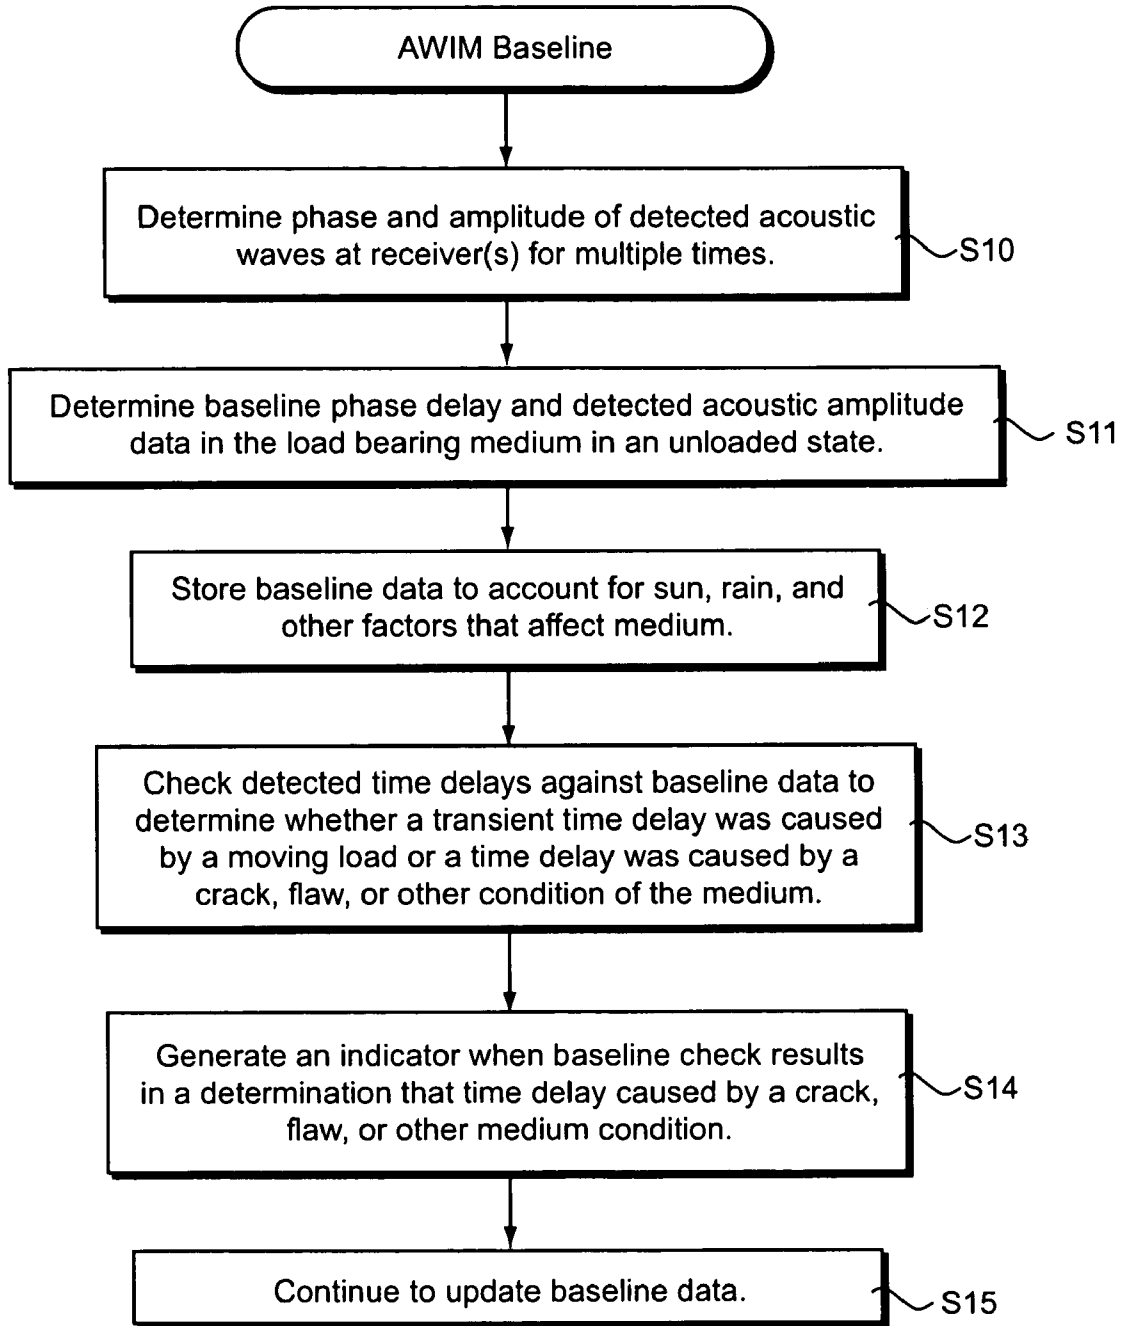 AWIM Baseline
Determine phase and amplitude of detected acoustic
waves at receiver(s) for multiple times.
S10
Determine baseline phase delay and detected acoustic amplitude
data in the load bearing medium in an unloaded state.
S11
Store baseline data to account for sun, rain, and
other factors that affect medium.
S12
Check detected time delays against baseline data to
determine whether a transient time delay was caused
by a moving load or a time delay was caused by a
crack, flaw, or other condition of the medium.
S13
Generate an indicator when baseline check results
in a determination that time delay caused by a crack,
flaw, or other medium condition.
S14
Continue to update baseline data.
S15